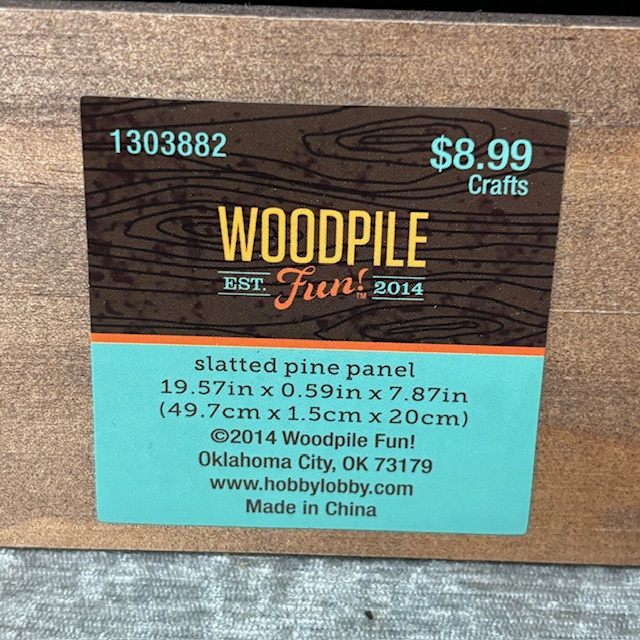 1303882
$8.99
Crafts
WOODPILE
EST. Fun!™ 2014
slatted pine panel
19.57in x 0.59in x 7.87in
(49.7cm x 1.5cm x 20cm)
©2014 Woodpile Fun!
Oklahoma City, OK 73179
www.hobbylobby.com
Made in China